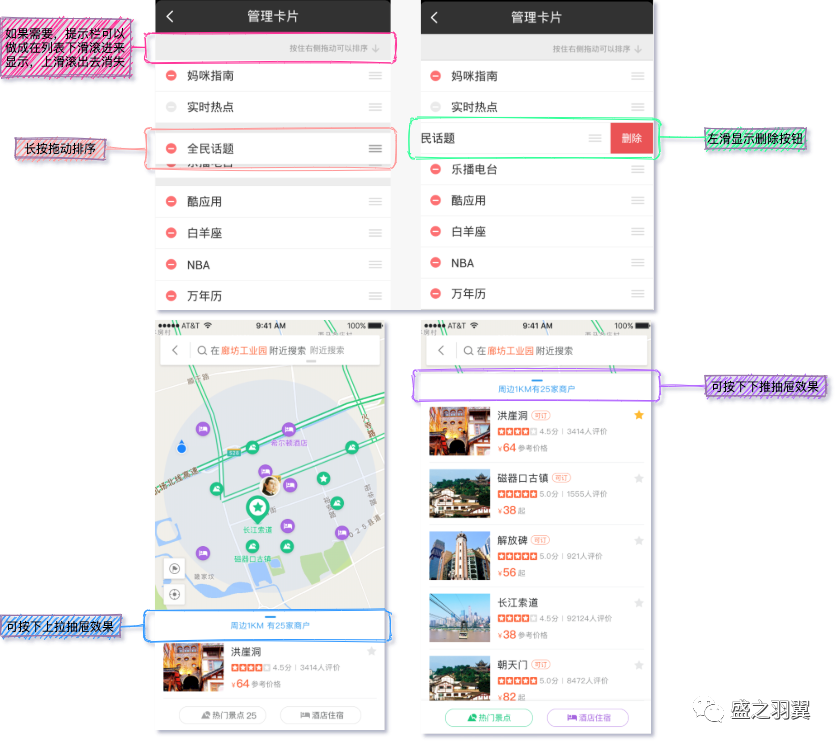 如果需要，提示栏可以
做成在列表下滑滚进来
显示，上滑滚出去消失
长按拖动排序
管理卡片
按住右侧拖动可以排序 ↓
妈咪指南
实时热点
全民话题
乐播电台
酷应用
白羊座
NBA
万年历
管理卡片
按住右侧拖动可以排序 ↓
妈咪指南
实时热点
民话题
删除
乐播电台
酷应用
白羊座
NBA
万年历
左滑显示删除按钮
AT&T 9:41 AM 100%
在 廊坊工业园 附近搜索 附近搜索
希尔顿酒店
长江索道
磁器口古镇
周边1KM 有25家商户
洪崖洞
4.5分 | 3414人评价
¥64 参考价格
热门景点 25
酒店住宿
可按下上拉抽屉效果
AT&T 9:41 AM 100%
在 廊坊工业园 附近搜索
周边1KM有25家商户
洪崖洞 可订
4.5分 | 3414人评价
¥64 参考价格
磁器口古镇 可订
5.0分 | 1555人评价
¥38 起
解放碑 可订
5.0分 | 921人评价
¥56 起
长江索道
4.5分 | 92124人评价
¥38 参考价格
朝天门 可订
5.0分 | 8472人评价
¥82 起
热门景点
酒店住宿
可按下下推抽屉效果
盛之羽翼